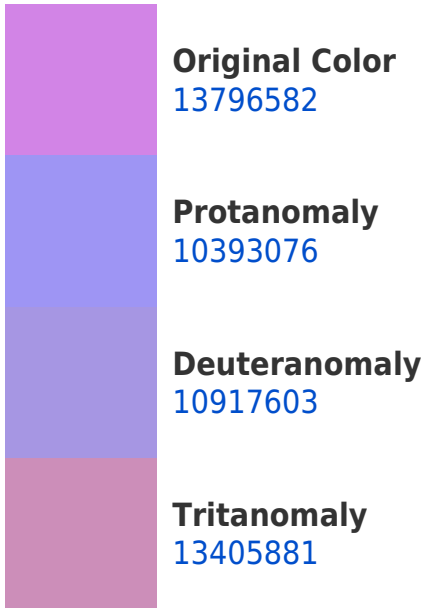 Original Color
13796582
Protanomaly
10393076
Deuteranomaly
10917603
Tritanomaly
13405881